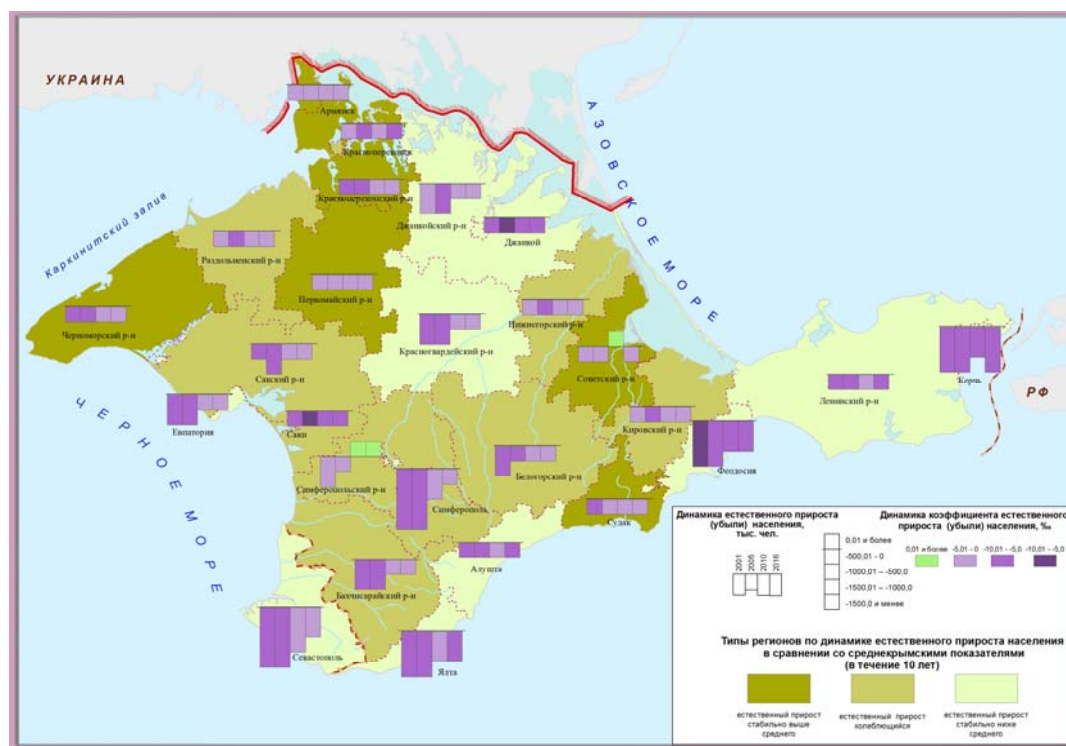 УКРАИНА
Армянск
Красноперекопск
Красноперекопский р-н
Джанкойский р-н
Джанкой
АЗОВСКОЕ МОРЕ
Каркинитский залив
Раздольненский р-н
Первомайский р-н
Нижнегорский р-н
Черноморский р-н
Красногвардейский р-н
Советский р-н
Сакский р-н
Керчь
Ленинский р-н
РФ
ЧЕРНОЕ МОРЕ
Евпатория
Саки
Кировский р-н
Феодосия
Симферопольский р-н
Белогорский р-н
Симферополь
Судак
Алушта
Бахчисарайский р-н
Севастополь
Ялта
Динамика естественного прироста
(убыли) населения,
тыс. чел.
2001
2005
2010
2016
0,01 и более
-500,01 - 0
-1000,01 – -500,0
-1500,01 – -1000,0
-1500,0 и менее
Динамика коэффициента естественного
прироста (убыли) населения, ‰
0,01 и более
-5,01 - 0
-10,01 – -5,0
-10,01 – -5,0
Типы регионов по динамике естественного прироста населения
в сравнении со среднекрымскими показателями
(в течение 10 лет)
естественный прирост
стабильно выше
среднего
естественный прирост
колеблющийся
естественный прирост
стабильно ниже
среднего